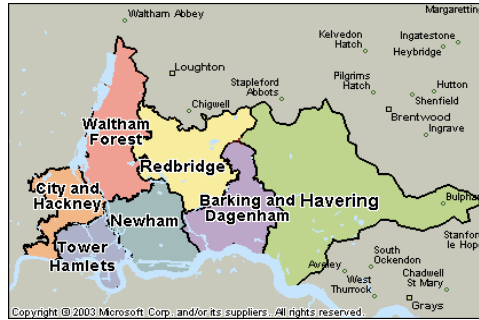 Waltham Abbey
Margaretting
Kelvedon
Hatch
Ingatestone
Heybridge
Loughton
Stapleford
Abbots
Pilgrims
Hatch
Hutton
Shenfield
Chigwell
Brentwood
Ingrave
Waltham
Forest
Redbridge
City and
Hackney
Barking and
Dagenham
Havering
Bulphan
Newham
Tower
Hamlets
Stanfor
le Hope
South
Ockendon
Aveley
West
Thurrock
Chadwell
St Mary
Grays
Copyright © 2003 Microsoft Corp. and/or its suppliers. All rights reserved.